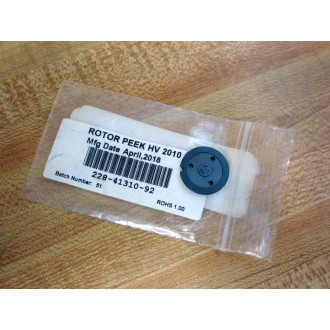 ROTOR PEEK HV 2010
Mfg Date April,2018
228-41310-92
Batch Number: 51
ROHS 1.00